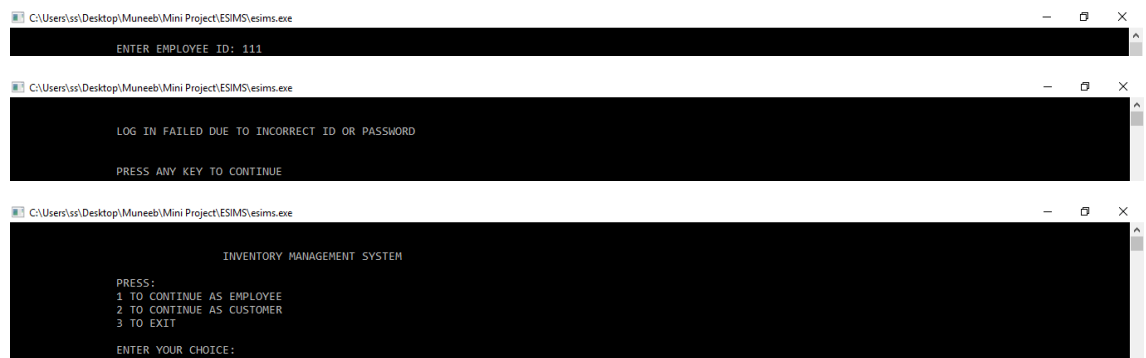 C:\Users\ss\Desktop\Muneeb\Mini Project\ESIMS\esims.exe
ENTER EMPLOYEE ID: 111
C:\Users\ss\Desktop\Muneeb\Mini Project\ESIMS\esims.exe
LOG IN FAILED DUE TO INCORRECT ID OR PASSWORD
PRESS ANY KEY TO CONTINUE
C:\Users\ss\Desktop\Muneeb\Mini Project\ESIMS\esims.exe
INVENTORY MANAGEMENT SYSTEM
PRESS:
1 TO CONTINUE AS EMPLOYEE
2 TO CONTINUE AS CUSTOMER
3 TO EXIT
ENTER YOUR CHOICE: